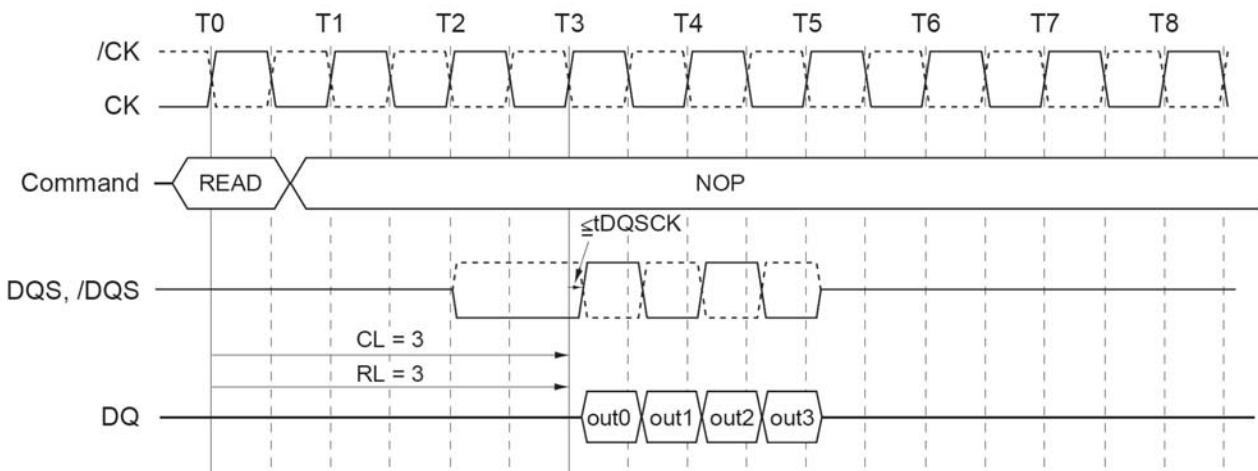 T0 T1 T2 T3 T4 T5 T6 T7 T8
/CK
CK
Command READ NOP
≦tDQSCK
DQS, /DQS
CL = 3
RL = 3
DQ out0 out1 out2 out3